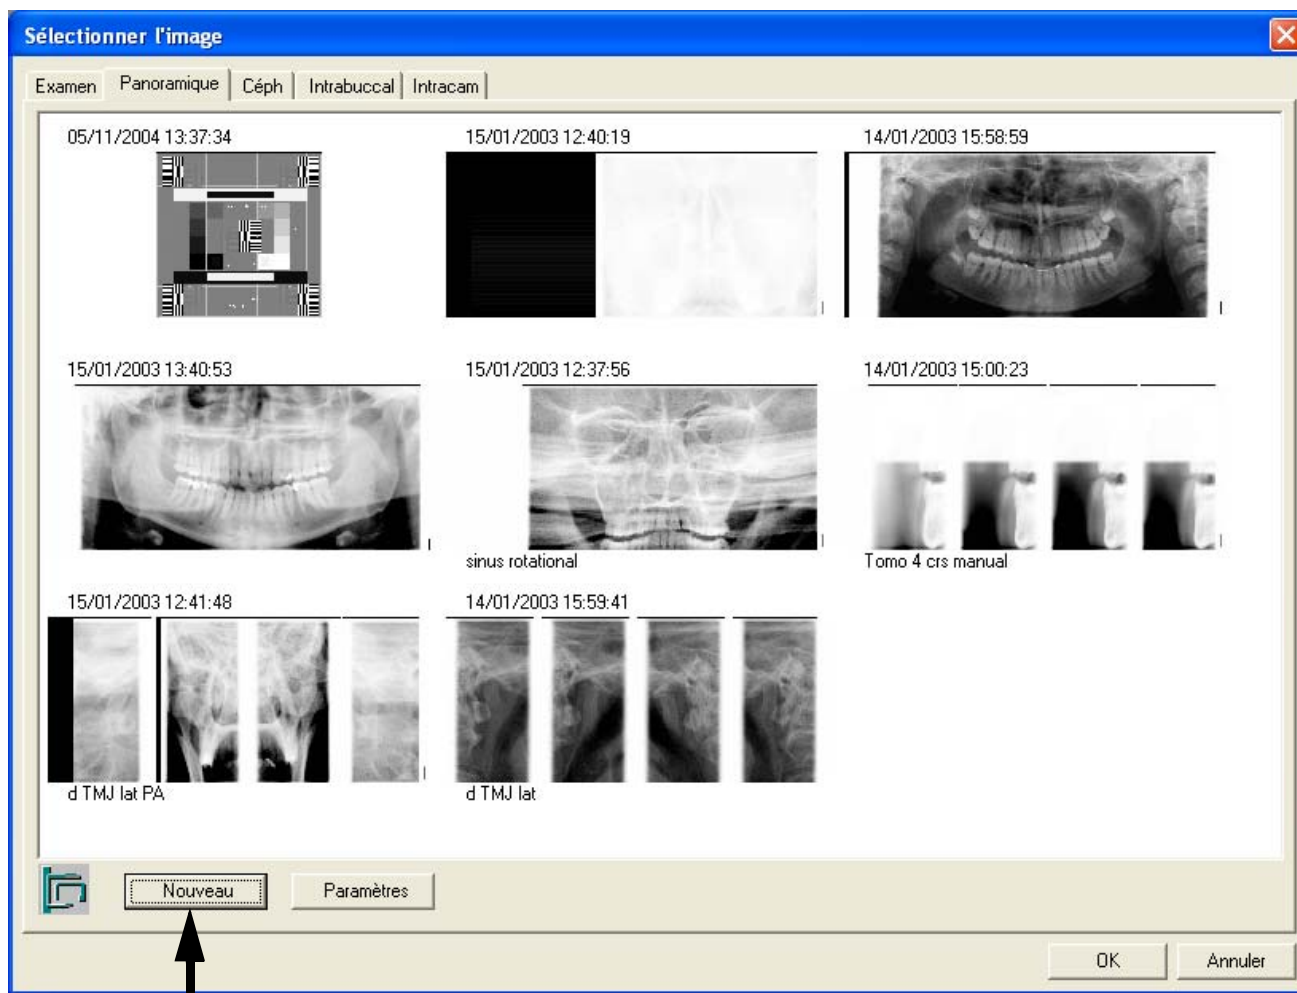 Sélectionner l'image
Examen Panoramique Céph Intrabuccal Intracam
05/11/2004 13:37:34 15/01/2003 12:40:19 14/01/2003 15:58:59
15/01/2003 13:40:53 15/01/2003 12:37:56 14/01/2003 15:00:23
sinus rotational Tomo 4 crs manual
15/01/2003 12:41:48 14/01/2003 15:59:41
d TMJ lat PA d TMJ lat
Nouveau Paramètres
OK Annuler